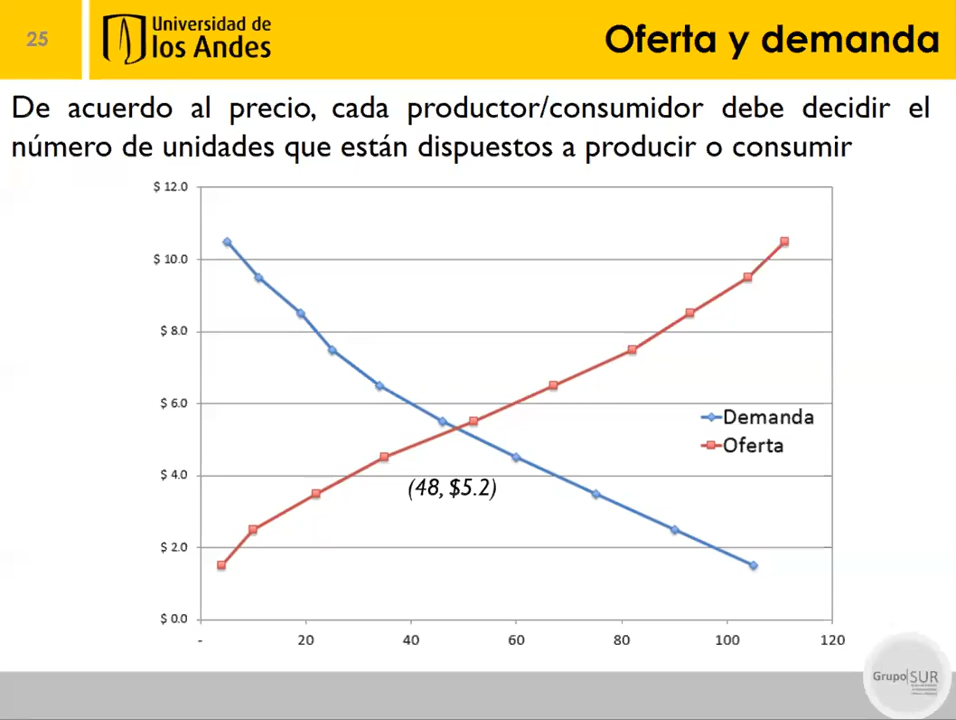 25
Universidad de
los Andes
Oferta y demanda
De acuerdo al precio, cada productor/consumidor debe decidir el
número de unidades que están dispuestos a producir o consumir
$ 12.0
$ 10.0
$ 8.0
$ 6.0
$ 4.0
$ 2.0
$ 0.0
Demanda
Oferta
(48, $5.2)
- 20 40 60 80 100 120
Grupo|SUR